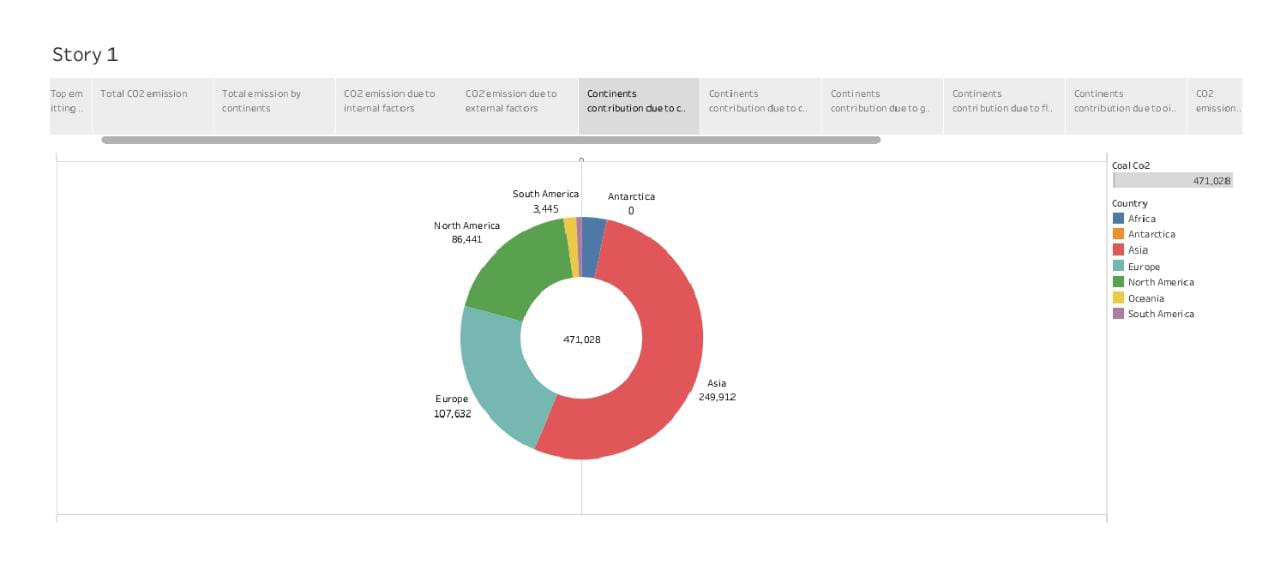 Story 1
Top em
itting ..
Total CO2 emission
Total emission by
continents
CO2 emission due to
internal factors
CO2 emission due to
external factors
Continents
contribution due to c..
Continents
contribution due to c..
Continents
contribution due to g..
Continents
contribution due to fl..
Continents
contribution due to oi..
CO2
emission..
0
South America
3,445
Antarctica
0
North America
86,441
471,028
Asia
249,912
Europe
107,632
Coal Co2
471,028
Country
Africa
Antarctica
Asia
Europe
North America
Oceania
South America